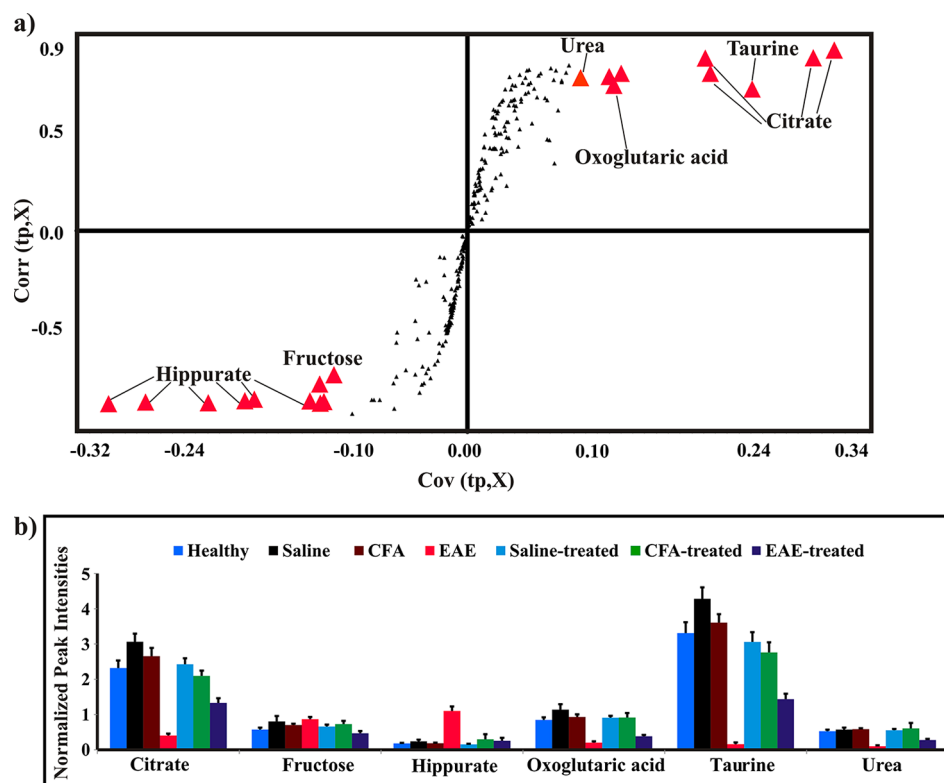 a)
0.9
0.5
0.0
-0.5
Corr (tp,X)
Urea
Taurine
Citrate
Oxoglutaric acid
Fructose
Hippurate
-0.32
-0.24
-0.10
0.00
0.10
0.24
0.34
Cov (tp,X)
b)
Healthy
Saline
CFA
EAE
Saline-treated
CFA-treated
EAE-treated
Normalized Peak Intensities
5
4
3
2
1
0
Citrate
Fructose
Hippurate
Oxoglutaric acid
Taurine
Urea